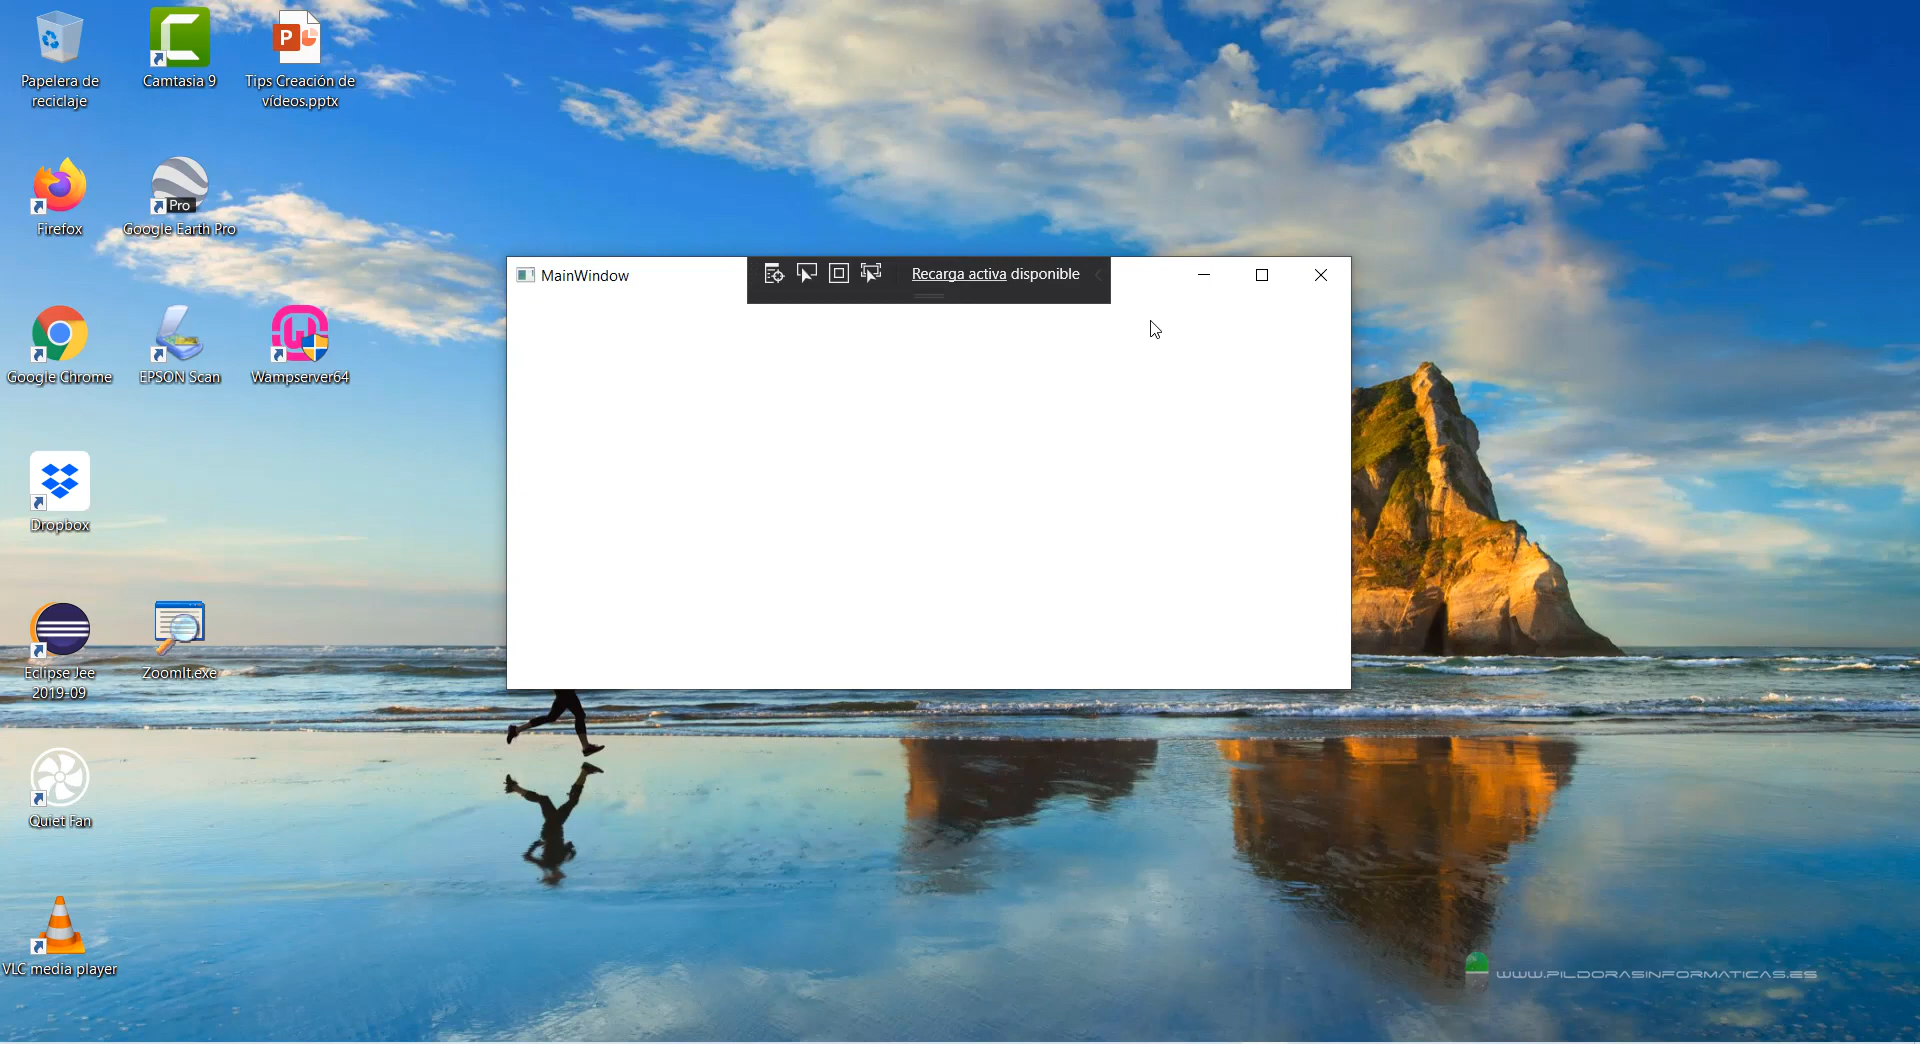 Papelera de
reciclaje
Camtasia 9
Tips Creación de
vídeos.pptx
Firefox
Pro
Google Earth Pro
Google Chrome
EPSON Scan
Wampserver64
Dropbox
Eclipse Jee
2019-09
ZoomIt.exe
Quiet Fan
VLC media player
MainWindow
Recarga activa disponible
WWW.PILDORASINFORMATICAS.ES